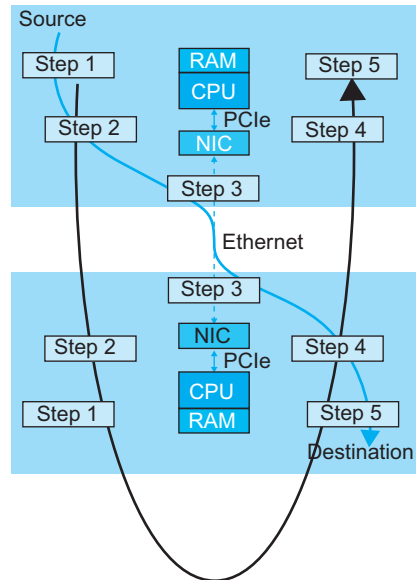 Source
Step 1
RAM
Step 5
CPU
Step 2
PCIe
Step 4
NIC
Step 3
Ethernet
Step 3
NIC
Step 2
PCIe
Step 4
CPU
Step 1
Step 5
RAM
Destination